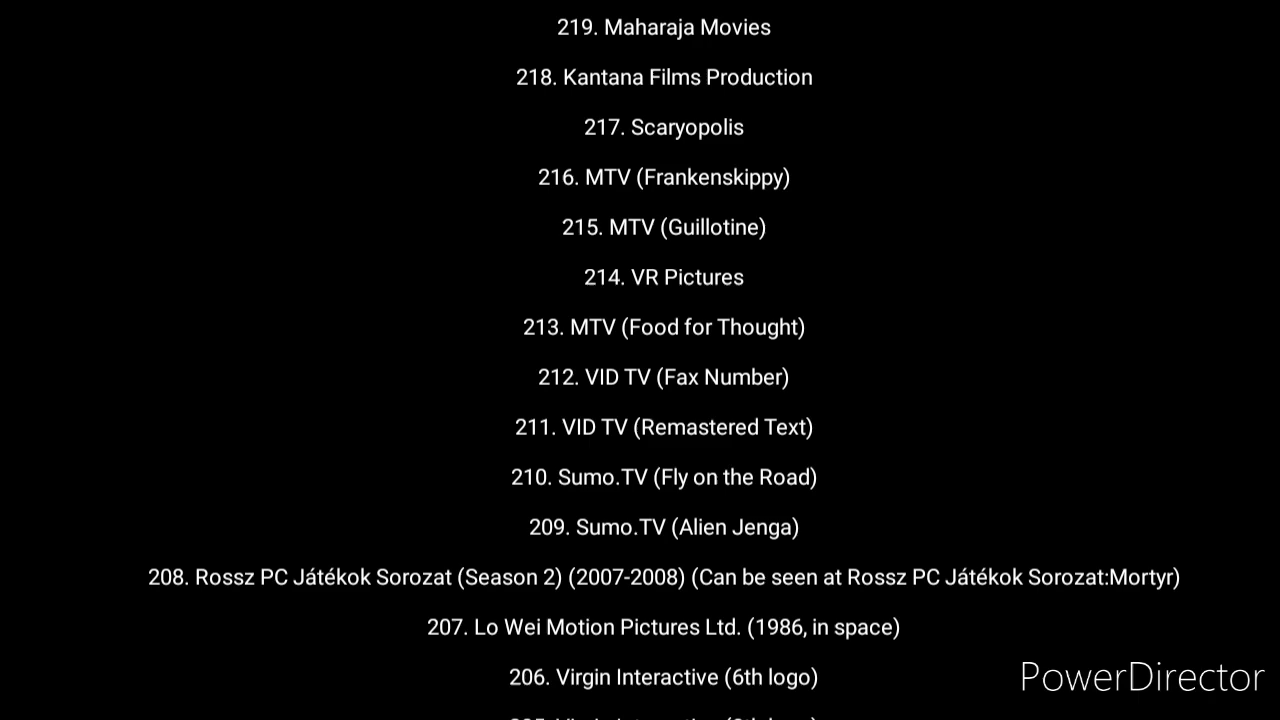 219. Maharaja Movies
218. Kantana Films Production
217. Scaryopolis
216. MTV (Frankenskippy)
215. MTV (Guillotine)
214. VR Pictures
213. MTV (Food for Thought)
212. VID TV (Fax Number)
211. VID TV (Remastered Text)
210. Sumo.TV (Fly on the Road)
209. Sumo.TV (Alien Jenga)
208. Rossz PC Játékok Sorozat (Season 2) (2007-2008) (Can be seen at Rossz PC Játékok Sorozat:Mortyr)
207. Lo Wei Motion Pictures Ltd. (1986, in space)
206. Virgin Interactive (6th logo)
PowerDirector